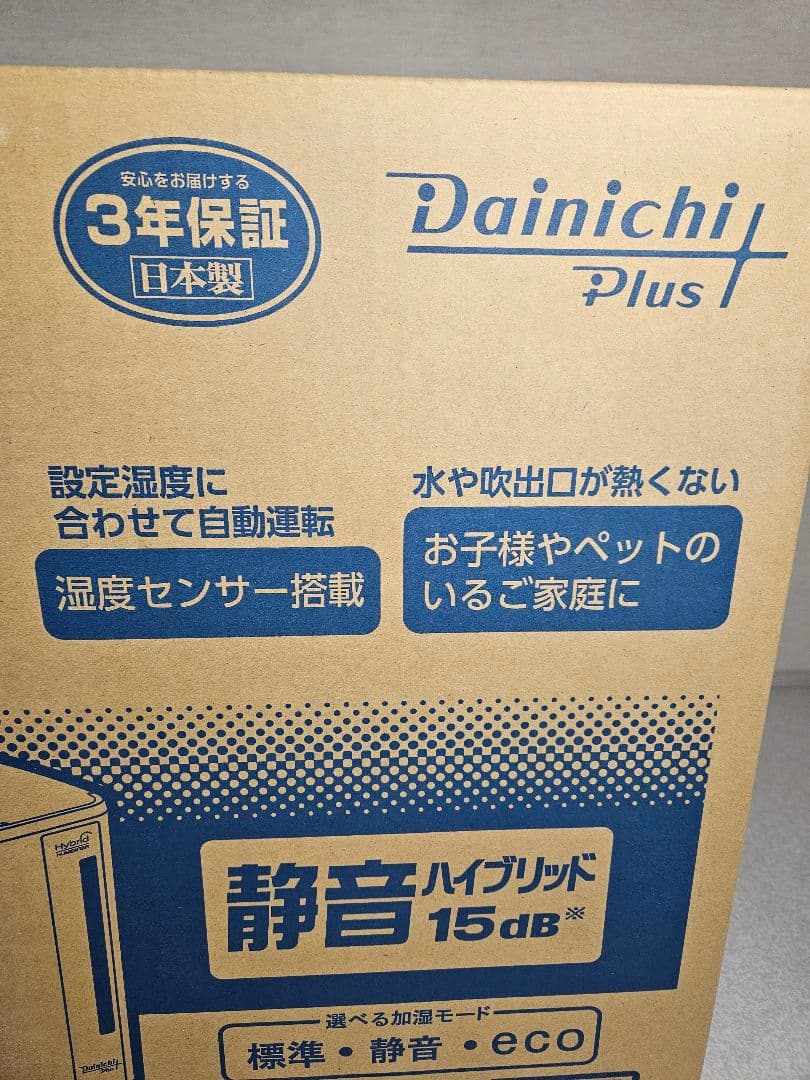 安心をお届けする
3年保証
日本製
Dainichi
Plus
設定湿度に
合わせて自動運転
湿度センサー搭載
水や吹出口が熱くない
お子様やペットの
いるご家庭に
Hybrid
静音ハイブリッド
15dB※
選べる加湿モード
標準・静音・eco
Dainichi
Plus